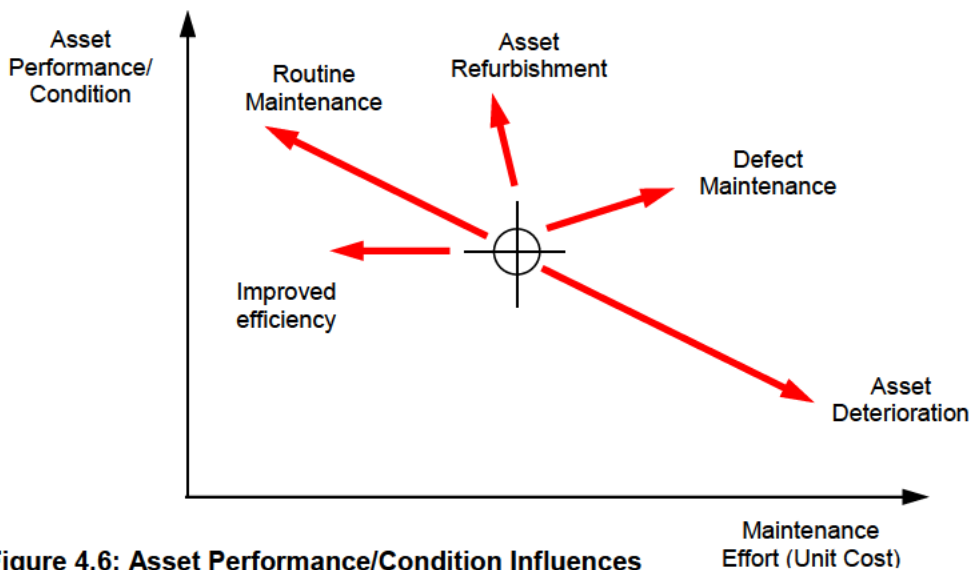 Asset
Performance/
Condition
Routine
Maintenance
Asset
Refurbishment
Defect
Maintenance
Improved
efficiency
Asset
Deterioration
Maintenance
Effort (Unit Cost)
igure 4.6: Asset Performance/Condition Influences